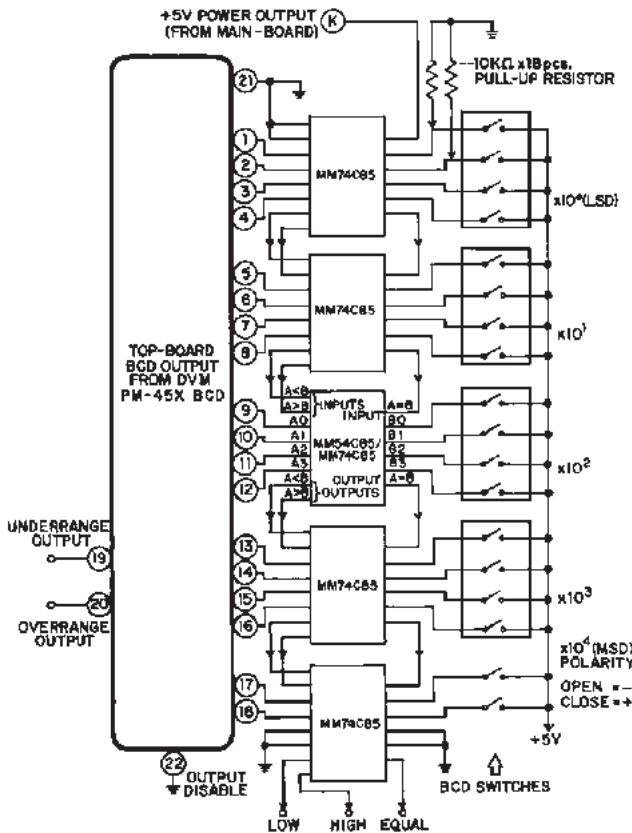 +5V POWER OUTPUT
(FROM MAIN-BOARD)
K
10KΩ x18pcs.
PULL-UP RESISTOR
21
1
2
MM74C85
3
4
x10⁰(LSD)
5
6
MM74C85
7
x10¹
8
TOP-BOARD
BCD OUTPUT
FROM DVM
PM-45X BCD
A<B
A>B
INPUTS
INPUT
A=B
9
A0
B0
10
A1
MM54C85/
B1
11
A2
MM74C85
B2
x10²
12
A3
B3
A<B
OUTPUT
A=B
A>B
OUTPUTS
UNDERRANGE
OUTPUT
19
13
14
MM74C85
15
x10³
20
16
OVERRANGE
OUTPUT
x10⁴(MSD)
POLARITY
17
OPEN = -
18
MM74C85
CLOSE = +
+5V
22
OUTPUT
DISABLE
BCD SWITCHES
LOW
HIGH
EQUAL